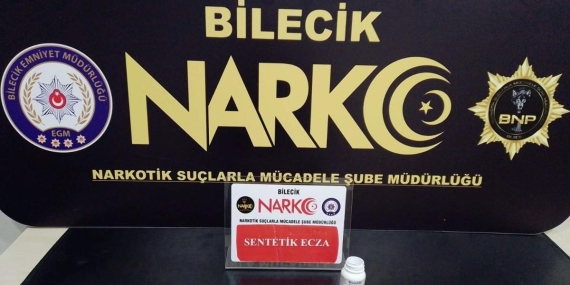 BİLECİK
NARKO
NARKOTİK SUÇLARLA MÜCADELE ŞUBE MÜDÜRLÜĞÜ
BİLECİK EMNİYET MÜDÜRLÜĞÜ
EGM
BNP
BİLECİK
NARKO
NARKOTİK SUÇLARLA MÜCADELE ŞUBE MÜDÜRLÜĞÜ
SENTETİK ECZA